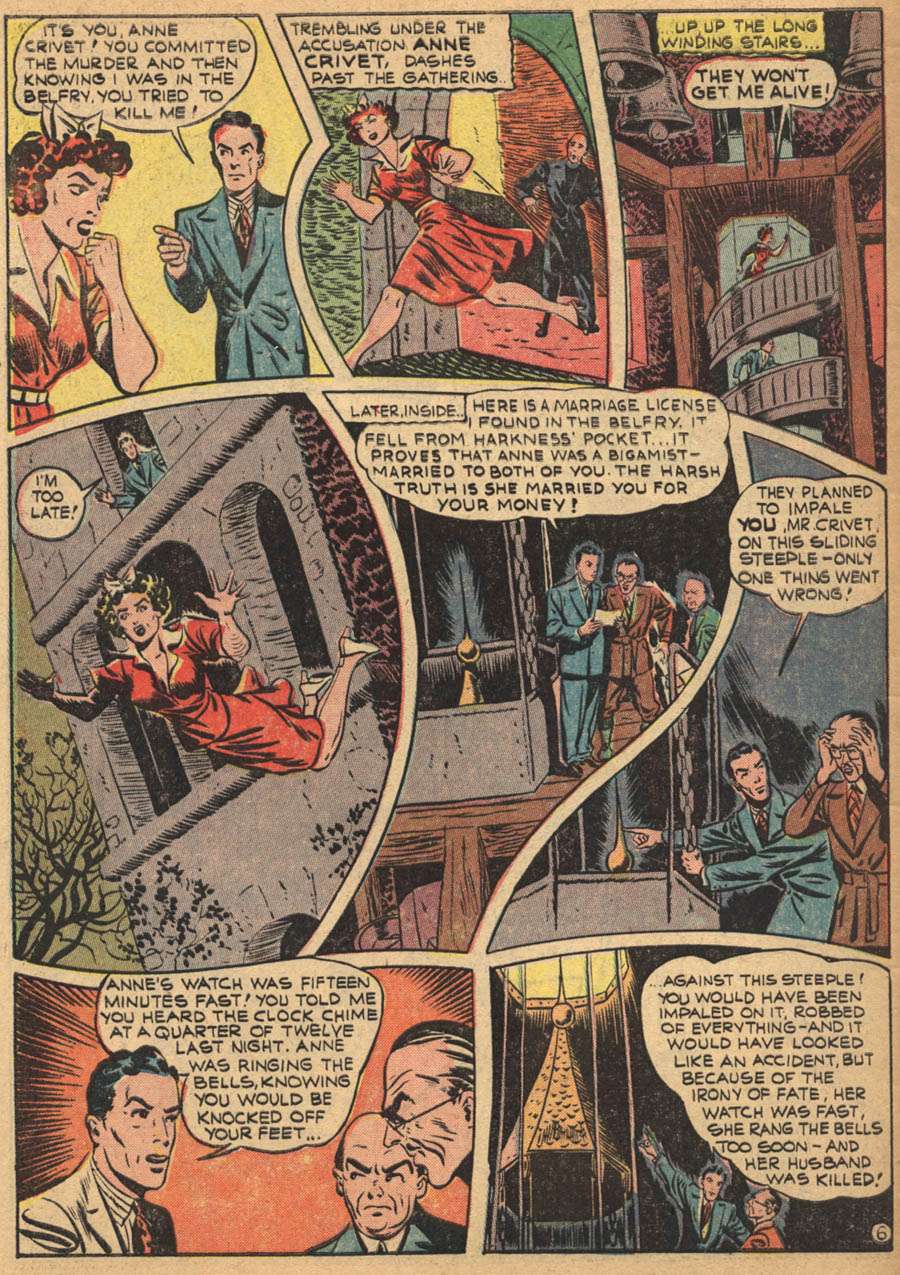 IT'S YOU, ANNE
CRIVET! YOU COMMITTED
THE MURDER AND THEN
KNOWING I WAS IN THE
BELFRY, YOU TRIED TO
KILL ME!
TREMBLING UNDER THE
ACCUSATION ANNE
CRIVET, DASHES
PAST THE GATHERING..
...UP, UP THE LONG
WINDING STAIRS...
THEY WON'T
GET ME ALIVE!
I'M
TOO
LATE!
LATER, INSIDE..
HERE IS A MARRIAGE LICENSE
I FOUND IN THE BELFRY. IT
FELL FROM HARKNESS' POCKET...IT
PROVES THAT ANNE WAS A BIGAMIST-
MARRIED TO BOTH OF YOU. THE HARSH
TRUTH IS SHE MARRIED YOU FOR
YOUR MONEY!
THEY PLANNED
TO IMPALE
YOU, MR. CRIVET,
ON THIS SLIDING
STEEPLE-ONLY
ONE THING WENT
WRONG!
ANNE'S WATCH WAS FIFTEEN
MINUTES FAST! YOU TOLD ME
YOU HEARD THE CLOCK CHIME
AT A QUARTER OF TWELVE
LAST NIGHT. ANNE
WAS RINGING THE
BELLS, KNOWING
YOU WOULD BE
KNOCKED OFF
YOUR FEET...
...AGAINST THIS STEEPLE!
YOU WOULD HAVE BEEN
IMPALED ON IT, ROBBED
OF EVERYTHING-AND IT
WOULD HAVE LOOKED
LIKE AN ACCIDENT, BUT
BECAUSE OF THE
IRONY OF FATE, HER
WATCH WAS FAST,
SHE RANG THE BELLS
TOO SOON- AND
HER HUSBAND
WAS KILLED!
6